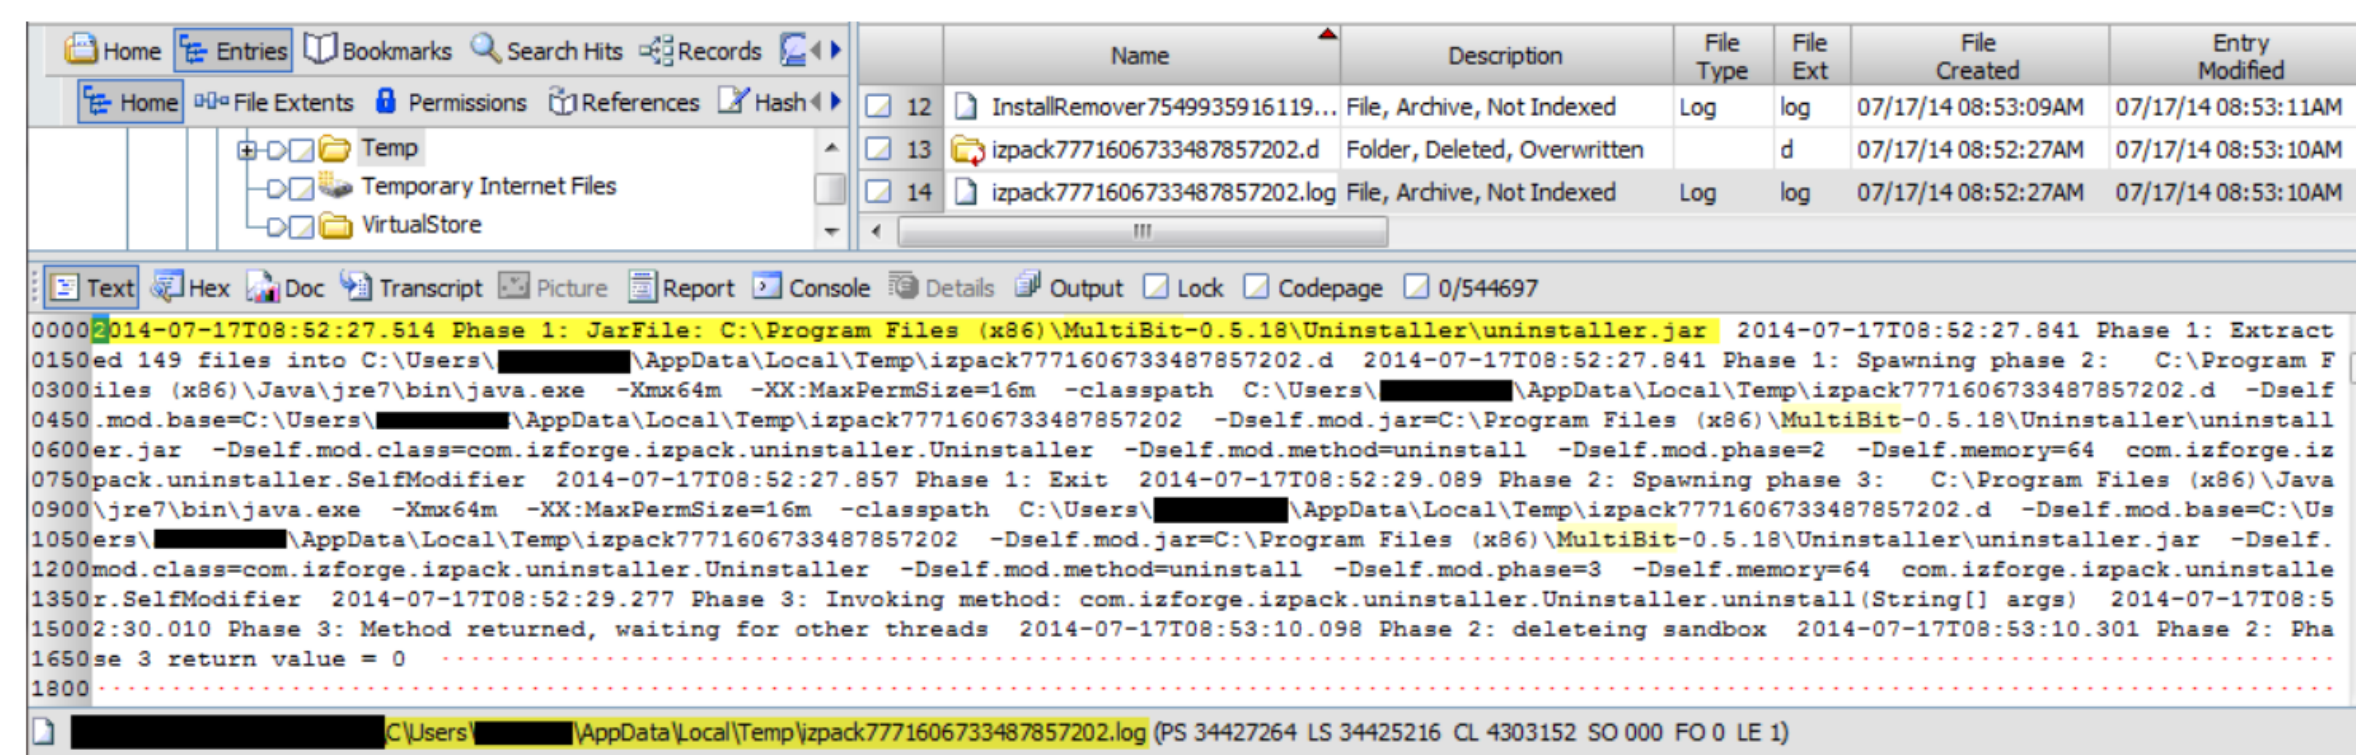 Home Entries Bookmarks Search Hits Records
Home File Extents Permissions References Hash
Temp
Temporary Internet Files
VirtualStore
Name Description File Type File Ext File Created Entry Modified
12 InstallRemover7549935916119... File, Archive, Not Indexed Log log 07/17/14 08:53:09AM 07/17/14 08:53:11AM
13 izpack7771606733487857202.d Folder, Deleted, Overwritten d 07/17/14 08:52:27AM 07/17/14 08:53:10AM
14 izpack7771606733487857202.log File, Archive, Not Indexed Log log 07/17/14 08:52:27AM 07/17/14 08:53:10AM
Text Hex Doc Transcript Picture Report Console Details Output Lock Codepage 0/544697
0000 2014-07-17T08:52:27.514 Phase 1: JarFile: C:\Program Files (x86)\MultiBit-0.5.18\Uninstaller\uninstaller.jar 2014-07-17T08:52:27.841 Phase 1: Extract
0150 ed 149 files into C:\Users\ \AppData\Local\Temp\izpack7771606733487857202.d 2014-07-17T08:52:27.841 Phase 1: Spawning phase 2: C:\Program F
0300 iles (x86)\Java\jre7\bin\java.exe -Xmx64m -XX:MaxPermSize=16m -classpath C:\Users\ \AppData\Local\Temp\izpack7771606733487857202.d -Dself
0450 .mod.base=C:\Users\ \AppData\Local\Temp\izpack7771606733487857202 -Dself.mod.jar=C:\Program Files (x86)\MultiBit-0.5.18\Uninstaller\uninstall
0600 er.jar -Dself.mod.class=com.izforge.izpack.uninstaller.Uninstaller -Dself.mod.method=uninstall -Dself.mod.phase=2 -Dself.memory=64 com.izforge.iz
0750 pack.uninstaller.SelfModifier 2014-07-17T08:52:27.857 Phase 1: Exit 2014-07-17T08:52:29.089 Phase 2: Spawning phase 3: C:\Program Files (x86)\Java
0900 \jre7\bin\java.exe -Xmx64m -XX:MaxPermSize=16m -classpath C:\Users\ \AppData\Local\Temp\izpack7771606733487857202.d -Dself.mod.base=C:\Us
1050 ers\ \AppData\Local\Temp\izpack7771606733487857202 -Dself.mod.jar=C:\Program Files (x86)\MultiBit-0.5.18\Uninstaller\uninstaller.jar -Dself.
1200 mod.class=com.izforge.izpack.uninstaller.Uninstaller -Dself.mod.method=uninstall -Dself.mod.phase=3 -Dself.memory=64 com.izforge.izpack.uninstalle
1350 r.SelfModifier 2014-07-17T08:52:29.277 Phase 3: Invoking method: com.izforge.izpack.uninstaller.Uninstaller.uninstall(String[] args) 2014-07-17T08:5
1500 2:30.010 Phase 3: Method returned, waiting for other threads 2014-07-17T08:53:10.098 Phase 2: deleteing sandbox 2014-07-17T08:53:10.301 Phase 2: Pha
1650 se 3 return value = 0
1800
C\Users\ \AppData\Local\Temp\izpack7771606733487857202.log (PS 34427264 LS 34425216 CL 4303152 SO 000 FO 0 LE 1)